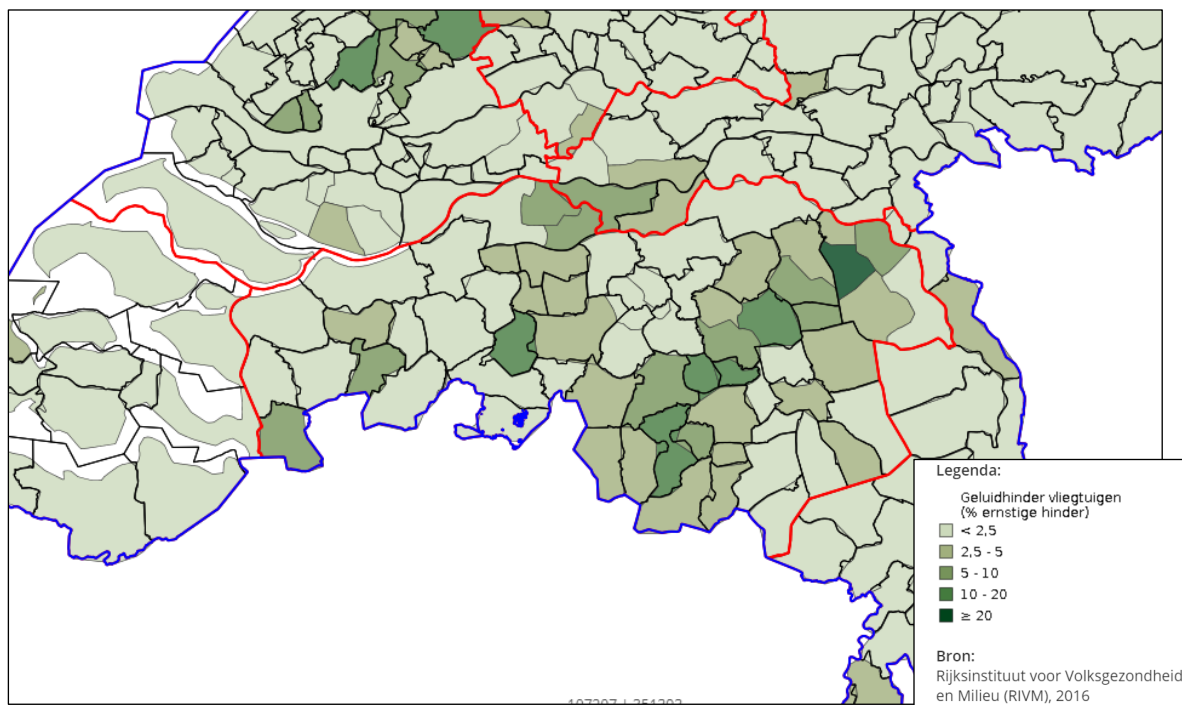 Legenda:
Geluidhinder vliegtuigen
(% ernstige hinder)
< 2,5
2,5 - 5
5 - 10
10 - 20
≥ 20
Bron:
Rijksinstituut voor Volksgezondheid
en Milieu (RIVM), 2016